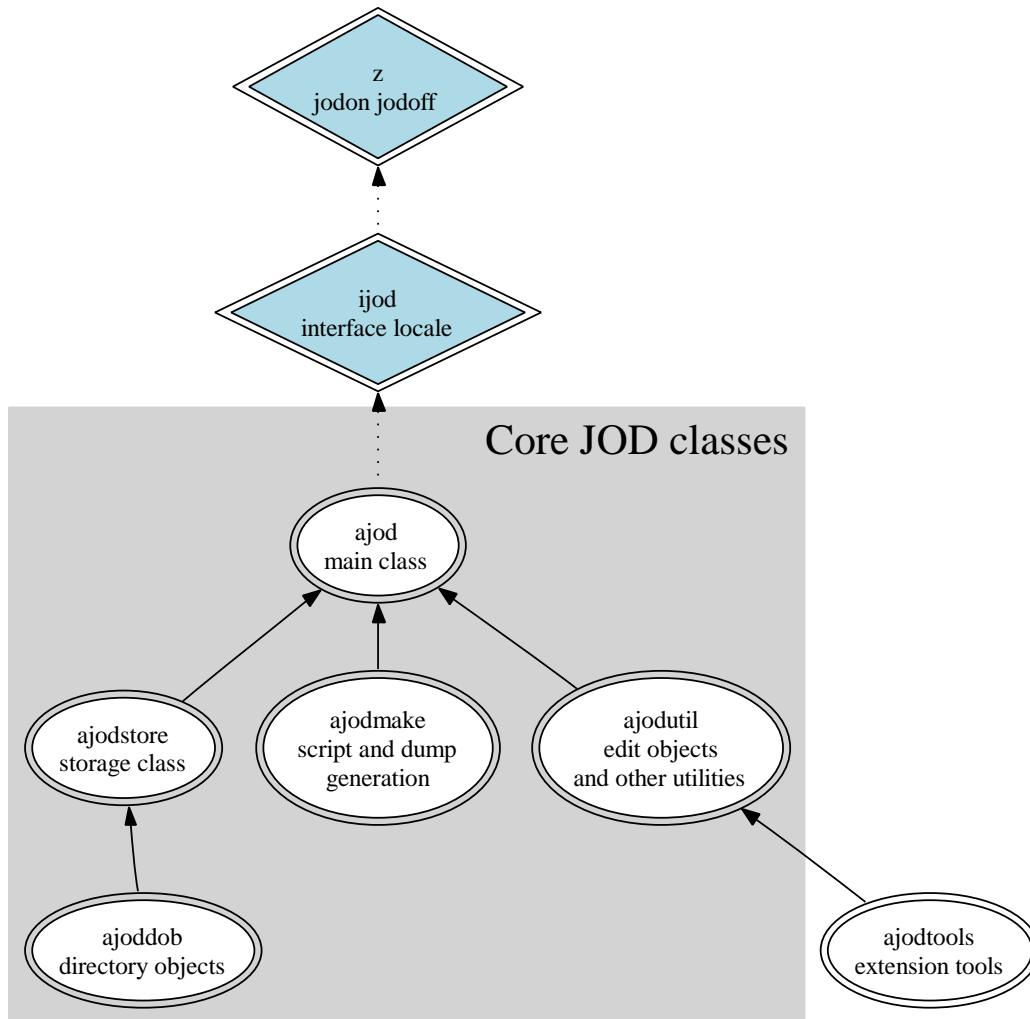 z
jodon jodoff
ijod
interface locale
Core JOD classes
ajod
main class
ajodstore
storage class
ajodmake
script and dump
generation
ajodutil
edit objects
and other utilities
ajoddob
directory objects
ajodtools
extension tools